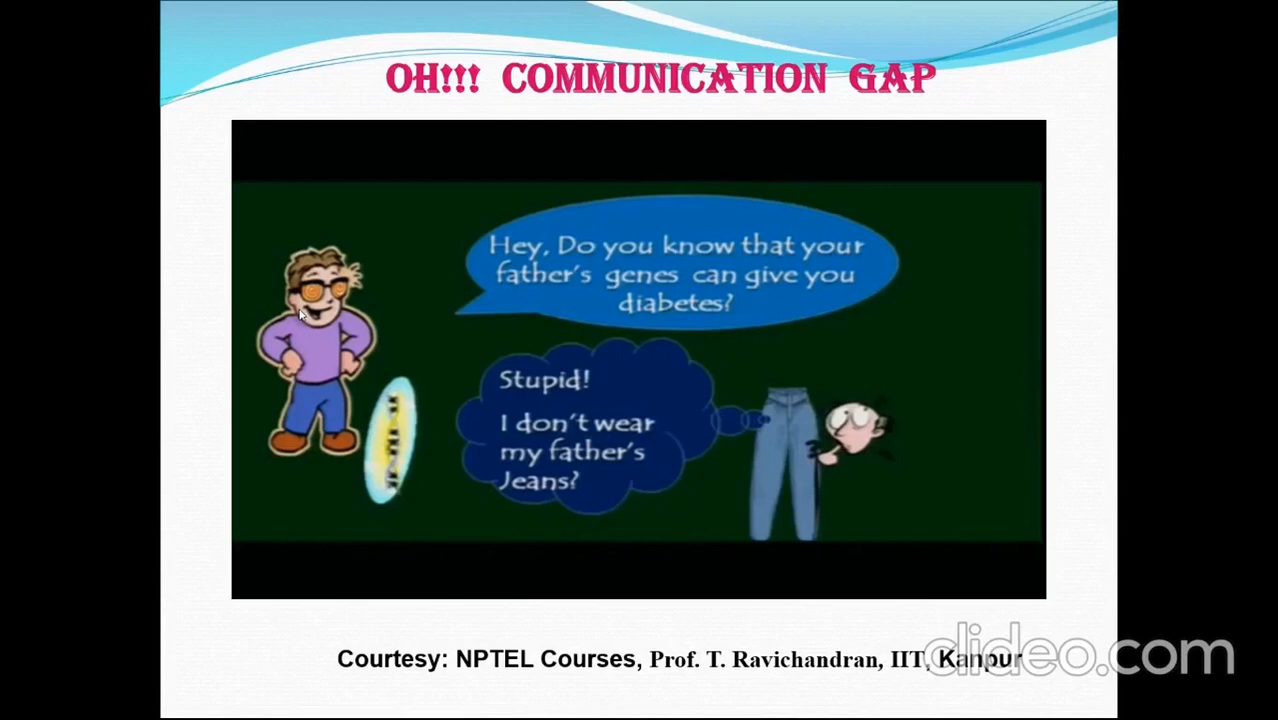 OH!!! COMMUNICATION GAP
Hey, Do you know that your
father's genes can give you
diabetes?
Stupid!
I don't wear
my father's
Jeans?
Courtesy: NPTEL Courses, Prof. T. Ravichandran, IIT, Kanpur
clideo.com